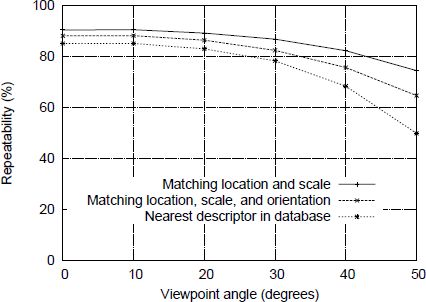 100
80
60
40
20
0
Repeatability (%)
Matching location and scale
Matching location, scale, and orientation
Nearest descriptor in database
0 10 20 30 40 50
Viewpoint angle (degrees)